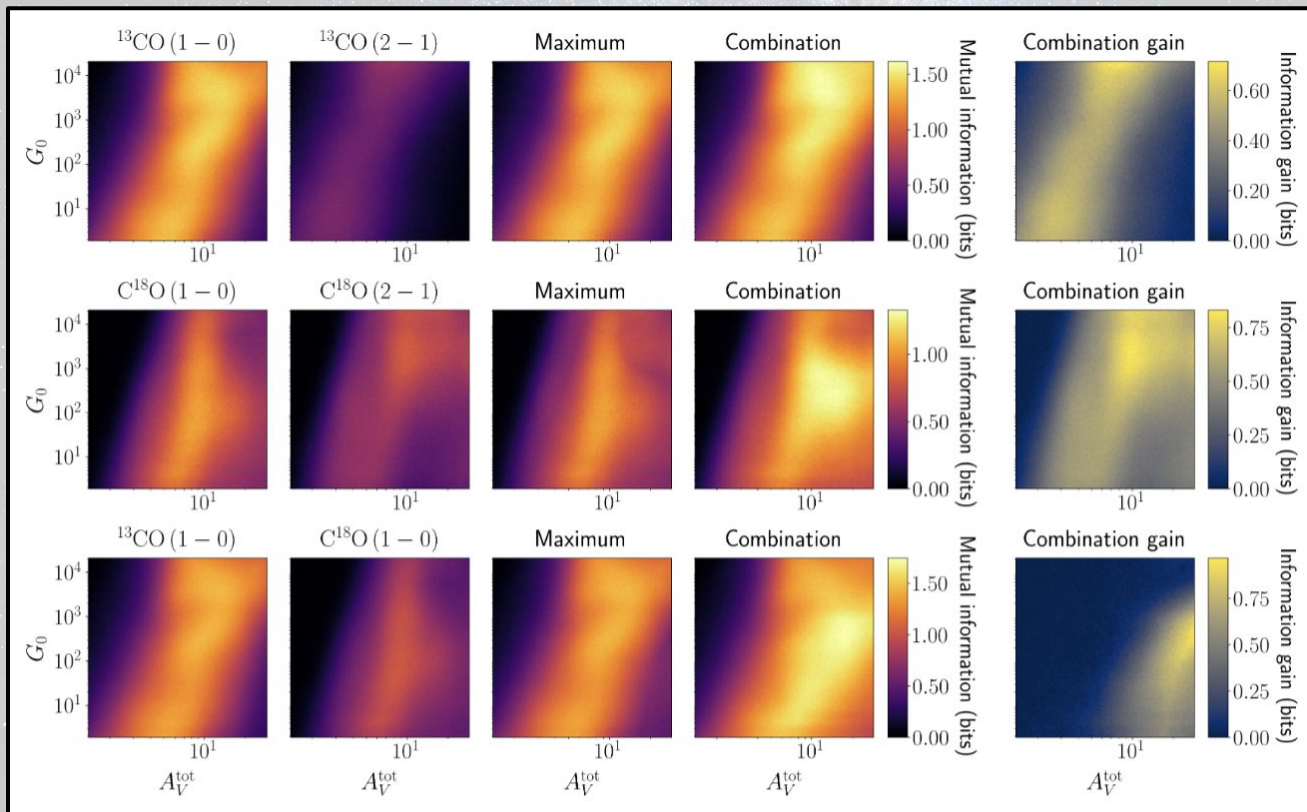 ¹³CO (1 − 0) ¹³CO (2 − 1) Maximum Combination Combination gain
G₀
10⁴
10³
10²
10¹
10¹ 10¹ 10¹ 10¹ 10¹
1.50
1.00
0.50
0.00
Mutual information (bits)
0.60
0.40
0.20
0.00
Information gain (bits)
C¹⁸O (1 − 0) C¹⁸O (2 − 1) Maximum Combination Combination gain
G₀
10⁴
10³
10²
10¹
10¹ 10¹ 10¹ 10¹ 10¹
1.00
0.50
0.00
Mutual information (bits)
0.75
0.50
0.25
0.00
Information gain (bits)
¹³CO (1 − 0) C¹⁸O (1 − 0) Maximum Combination Combination gain
G₀
10⁴
10³
10²
10¹
10¹ 10¹ 10¹ 10¹ 10¹
1.50
1.00
0.50
0.00
Mutual information (bits)
0.75
0.50
0.25
0.00
Information gain (bits)
A_V^tot A_V^tot A_V^tot A_V^tot A_V^tot